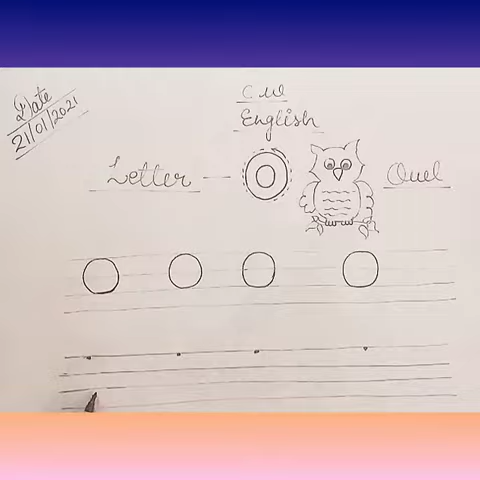 Date
21/01/2021
C.W
English
Letter — O
Owl
O O O O